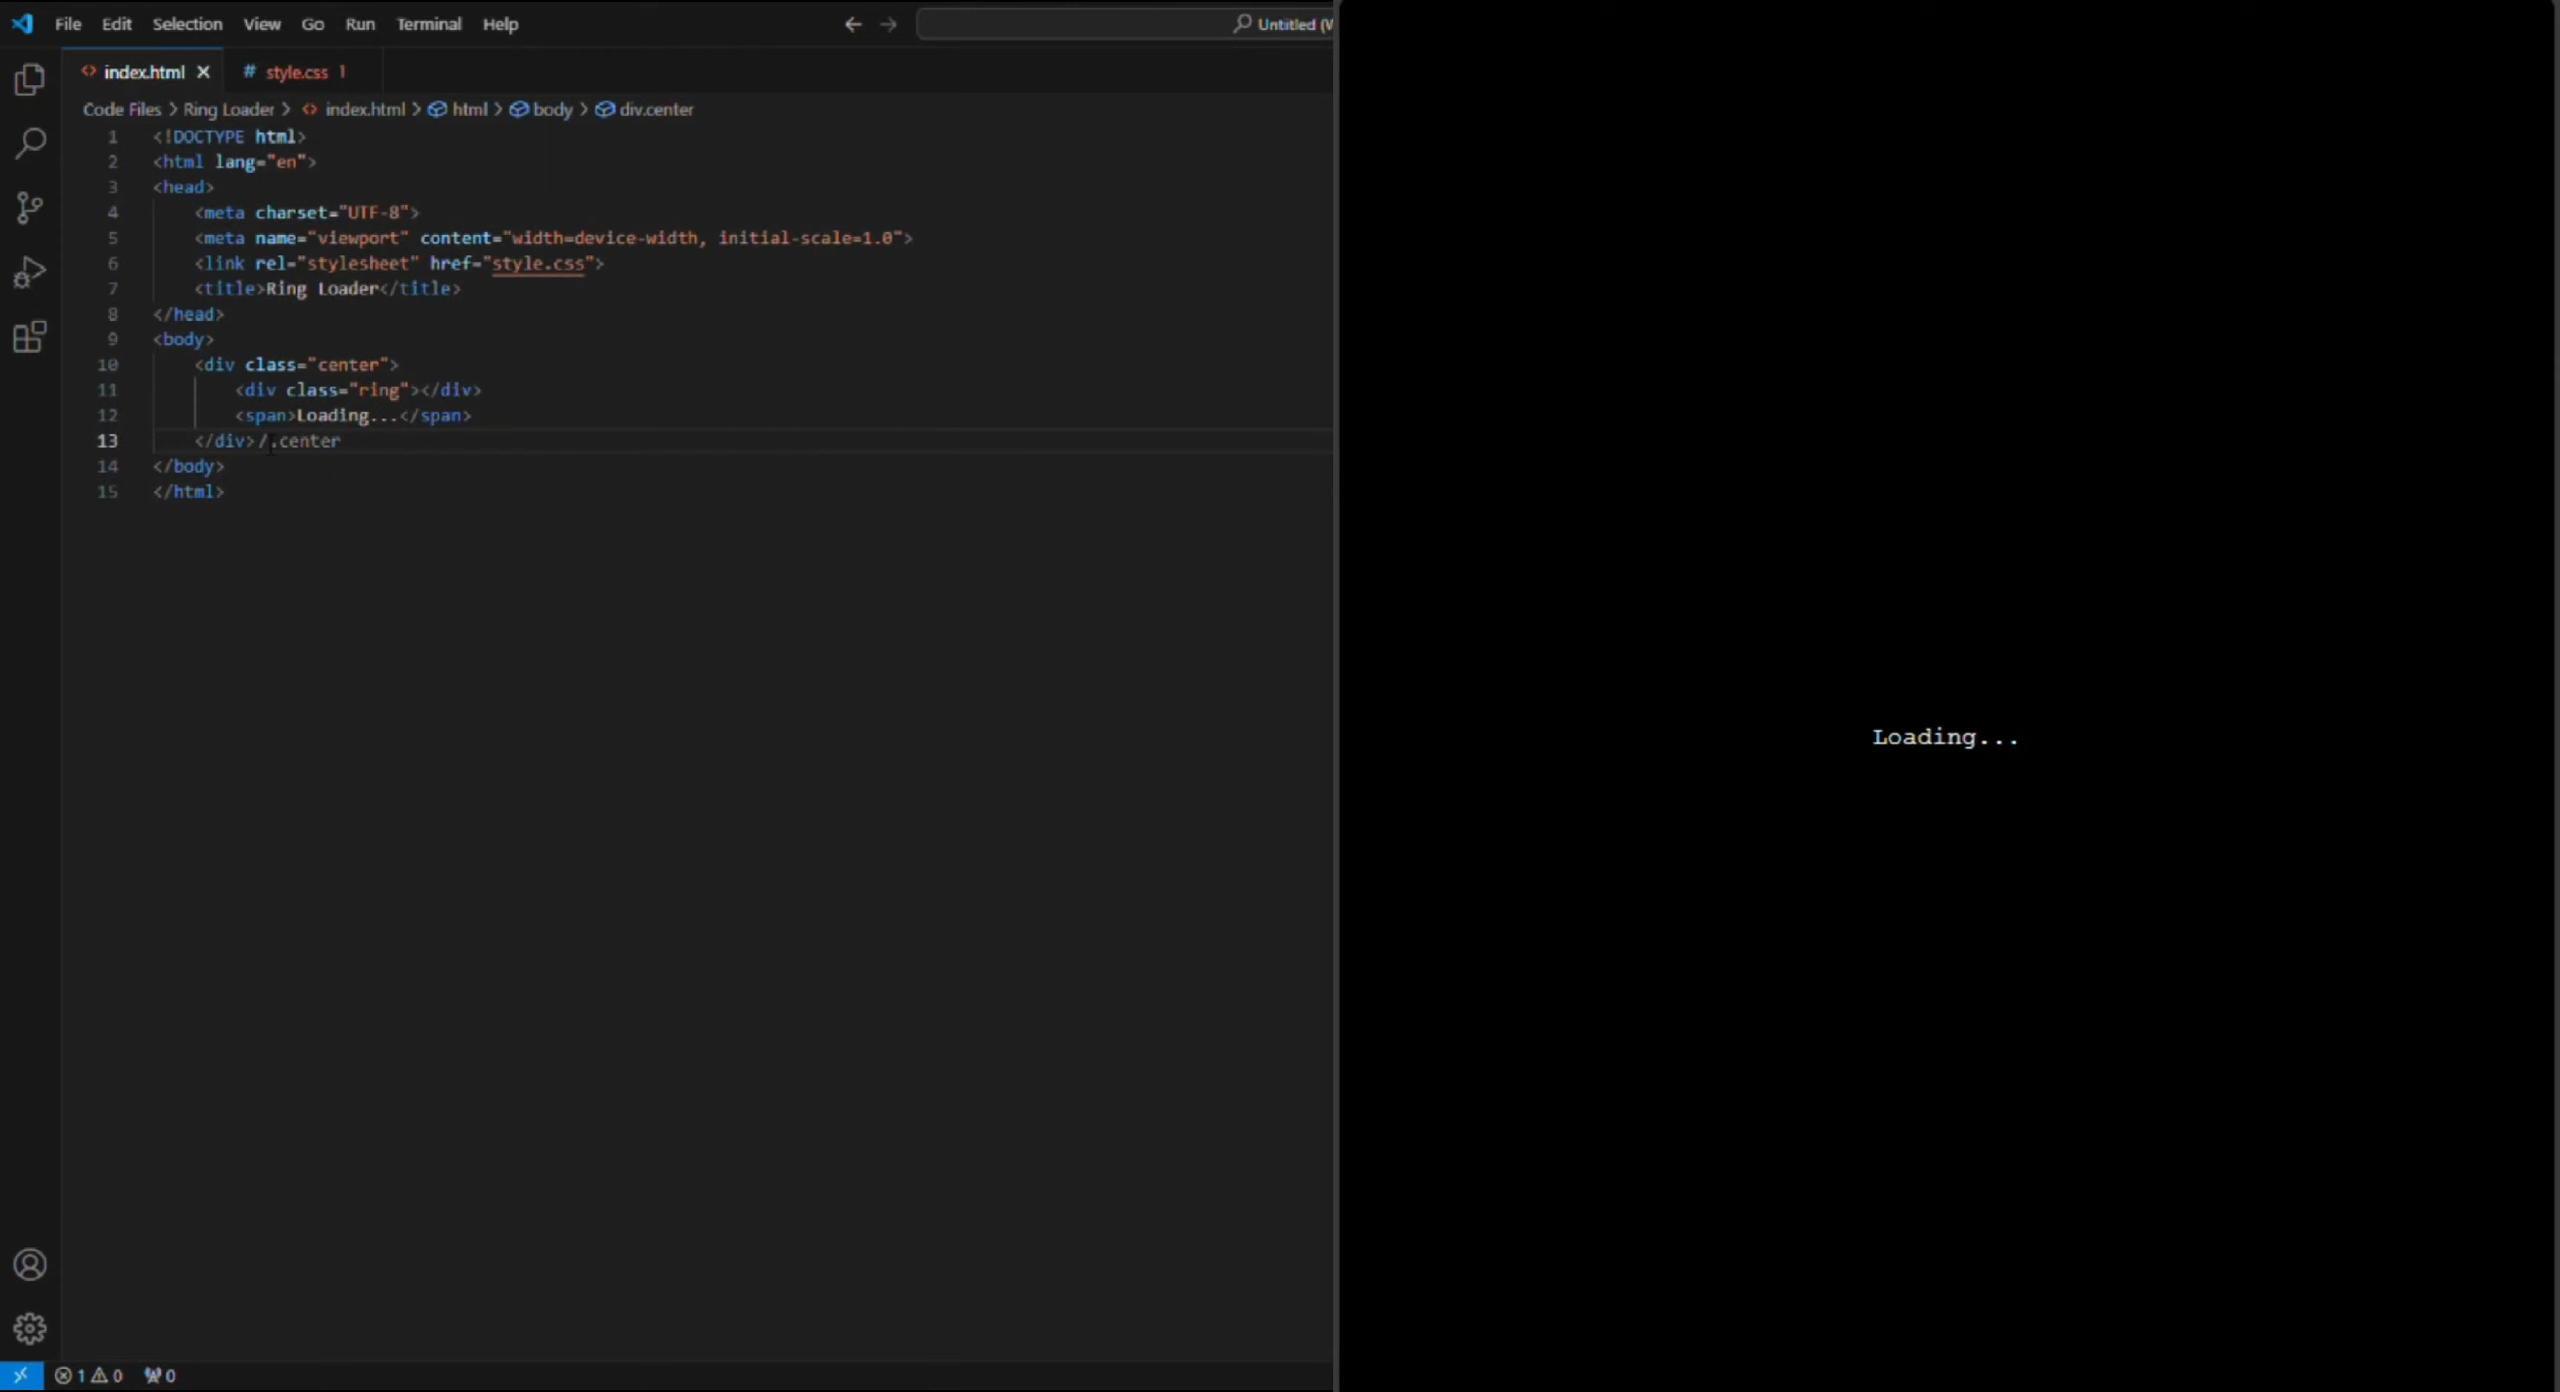 File Edit Selection View Go Run Terminal Help
Untitled (W
index.html
# style.css 1
Code Files > Ring Loader > index.html > html > body > div.center
1 <!DOCTYPE html>
2 <html lang="en">
3 <head>
4 <meta charset="UTF-8">
5 <meta name="viewport" content="width=device-width, initial-scale=1.0">
6 <link rel="stylesheet" href="style.css">
7 <title>Ring Loader</title>
8 </head>
9 <body>
10 <div class="center">
11 <div class="ring"></div>
12 <span>Loading...</span>
13 </div>/.center
14 </body>
15 </html>
Loading...
1 0 0